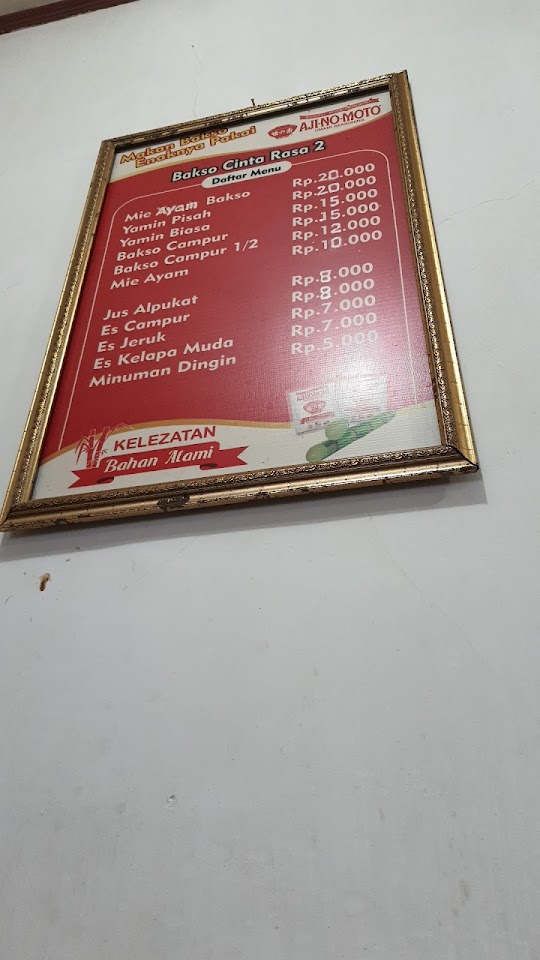 Makan Bakso
Enaknya Pakai
AJI-NO-MOTO
Bakso Cinta Rasa 2
Daftar Menu
Mie Ayam Bakso Rp.20.000
Yamin Pisah Rp.20.000
Yamin Biasa Rp.15.000
Bakso Campur Rp.15.000
Bakso Campur 1/2 Rp.12.000
Mie Ayam Rp.10.000
Jus Alpukat Rp.8.000
Es Campur Rp.8.000
Es Jeruk Rp.7.000
Es Kelapa Muda Rp.7.000
Minuman Dingin Rp.5.000
KELEZATAN
Bahan Alami